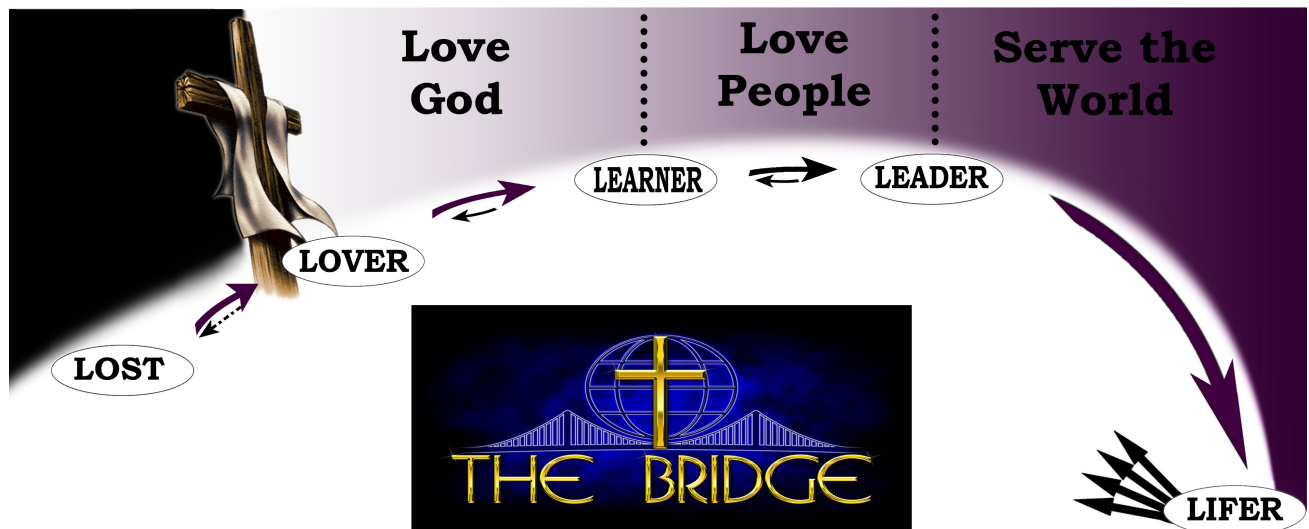 Love
God
Love
People
Serve the
World
LEARNER
LEADER
LOVER
LOST
THE BRIDGE
LIFER